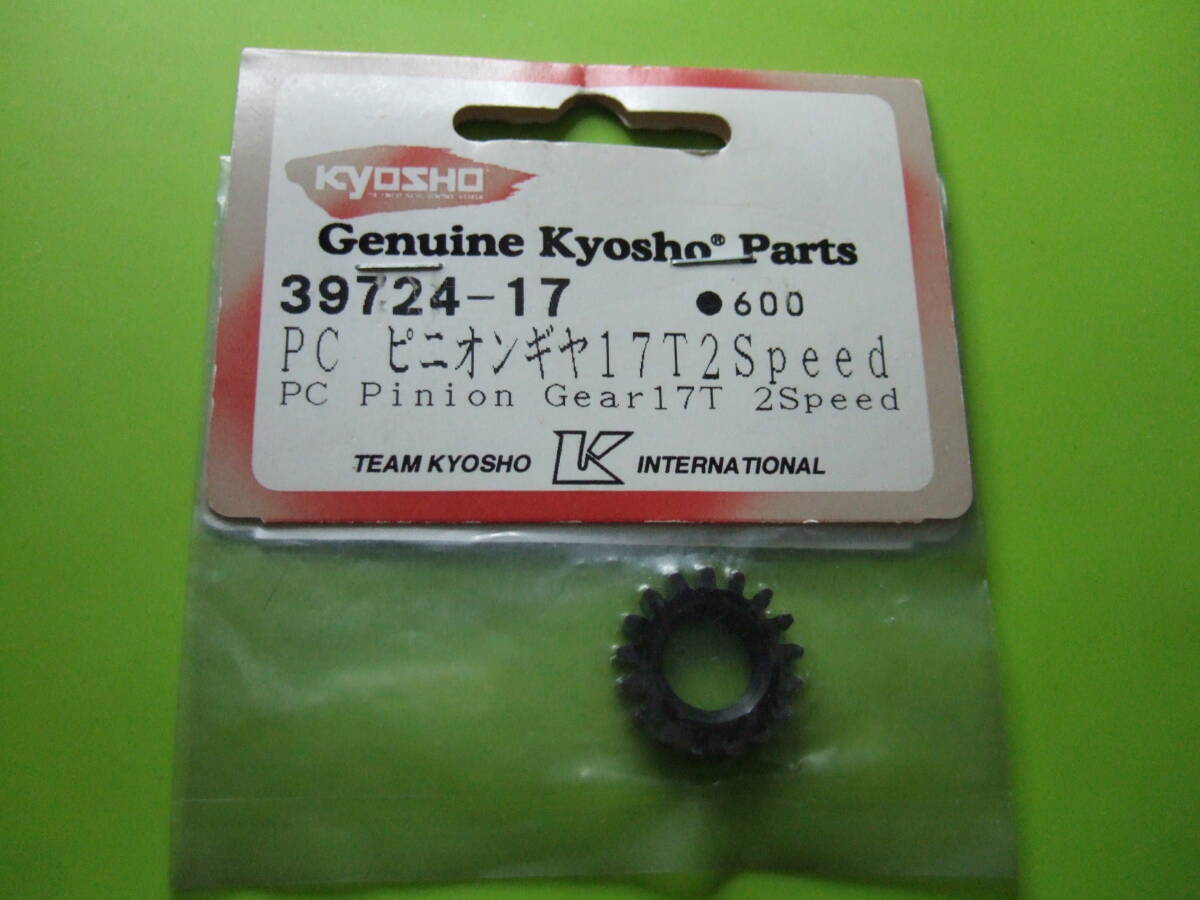 KYOSHO
Genuine Kyosho® Parts
39724-17 ●600
PC ピニオンギヤ17T2Speed
PC Pinion Gear17T 2Speed
TEAM KYOSHO K INTERNATIONAL